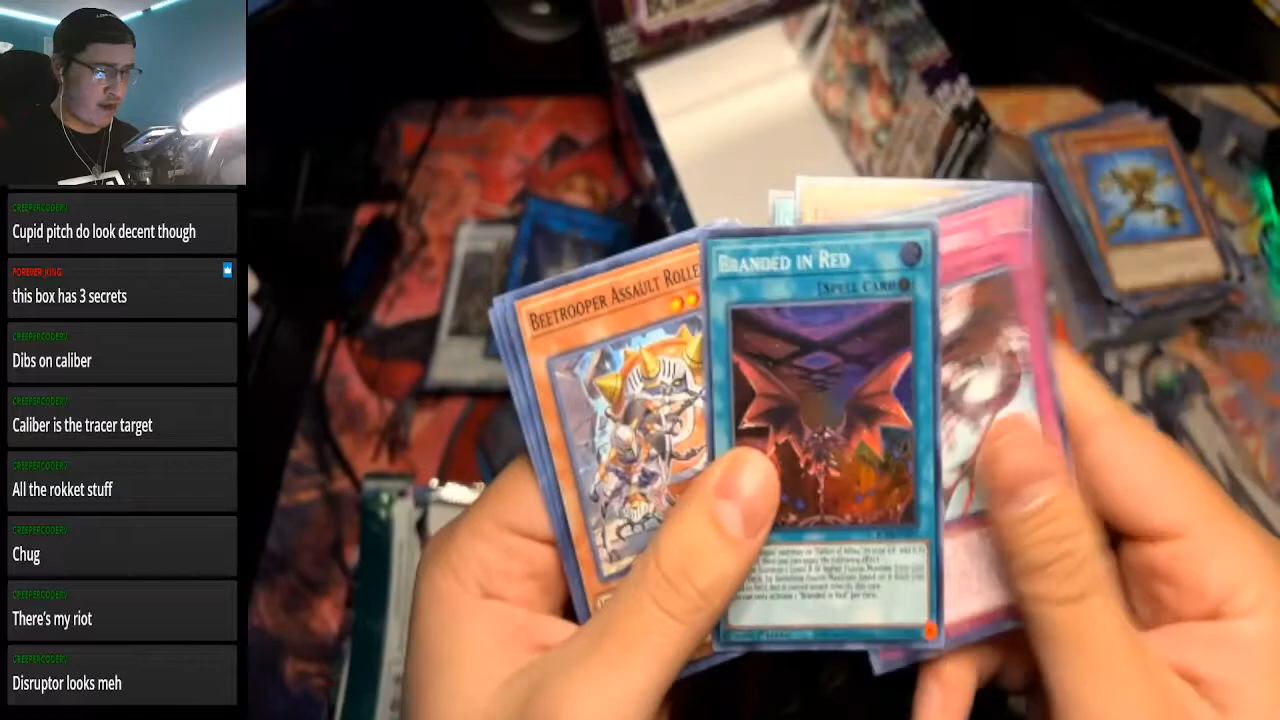 CREEPERCODERV
Cupid pitch do look decent though
FOREVER_KING
this box has 3 secrets
CREEPERCODERV
Dibs on caliber
CREEPERCODERV
Caliber is the tracer target
CREEPERCODERV
All the rokket stuff
CREEPERCODERV
Chug
CREEPERCODERV
There's my riot
CREEPERCODERV
Disruptor looks meh
Beetrooper Assault Rolle
Branded in Red
[Spell Card